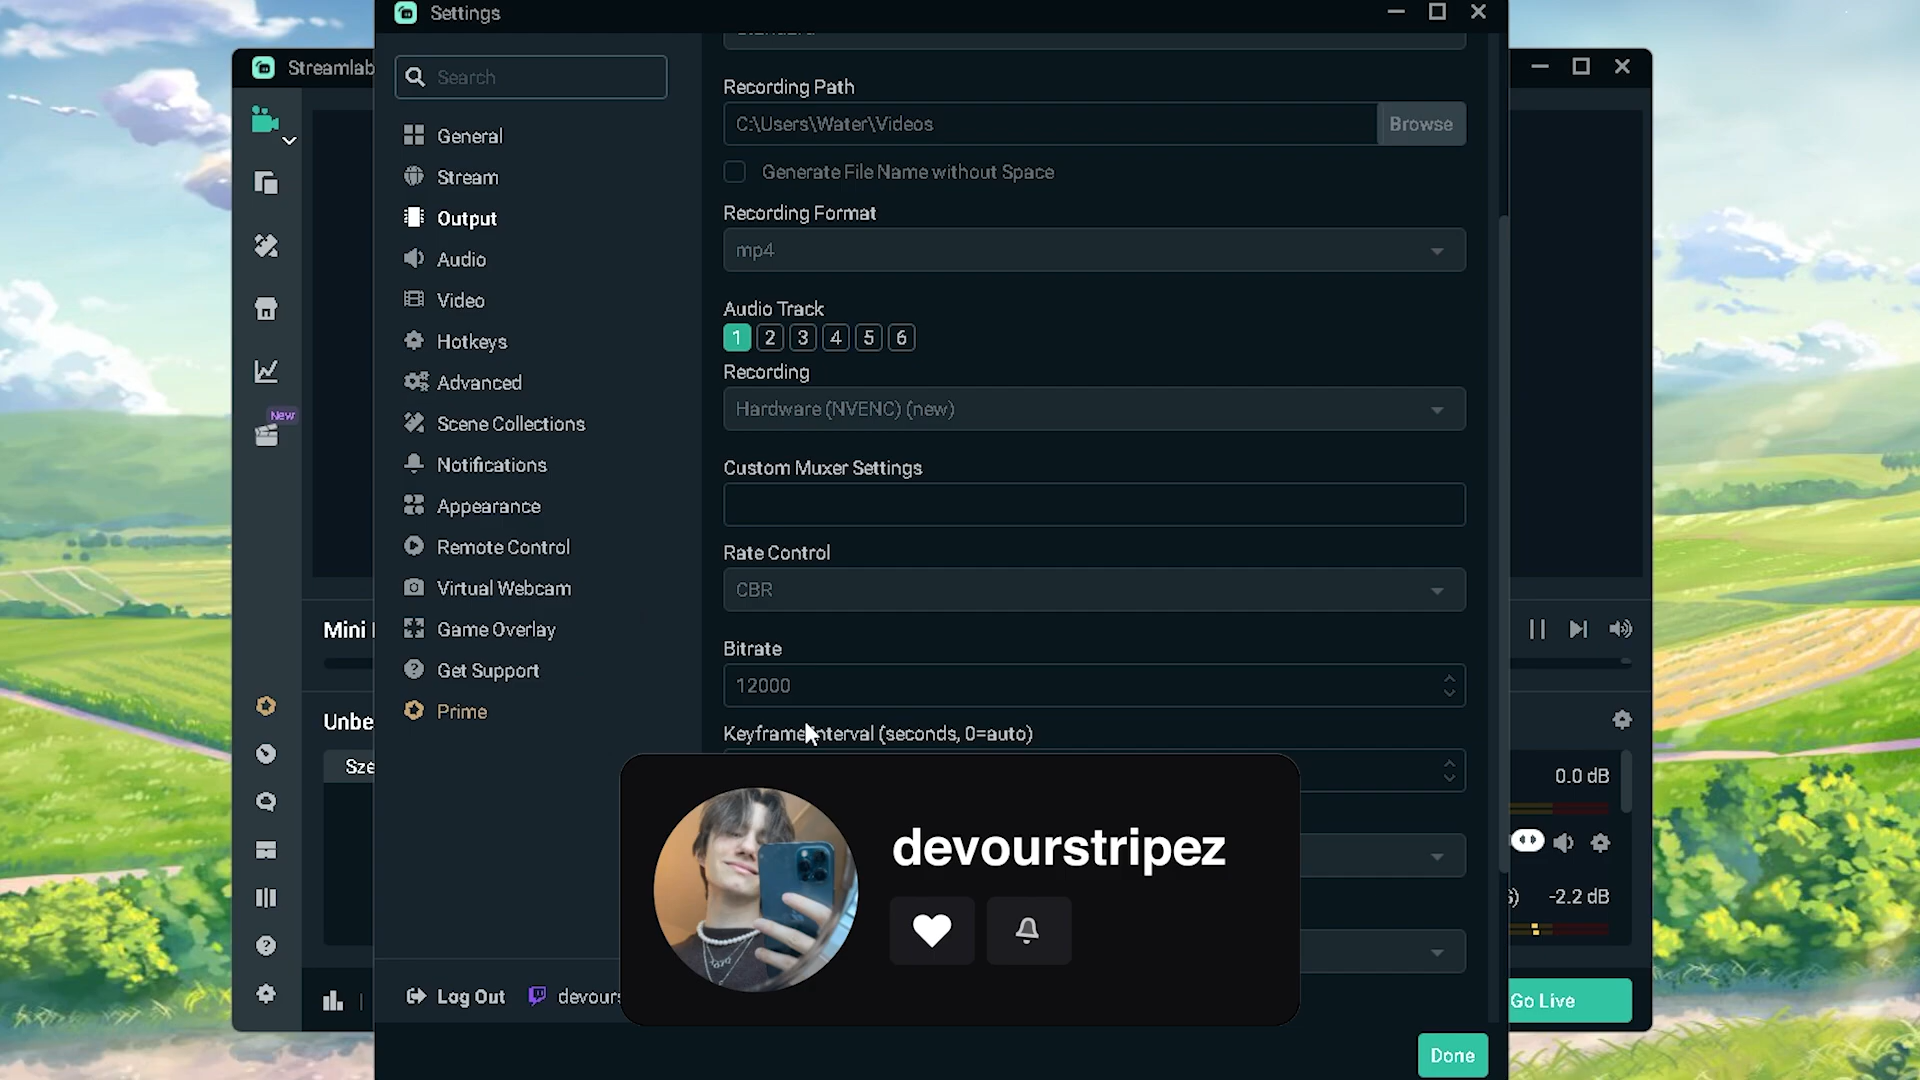 Settings
Streamlab
Search
General
Stream
Output
Audio
Video
Hotkeys
Advanced
Scene Collections
Notifications
Appearance
Remote Control
Virtual Webcam
Game Overlay
Get Support
Prime
Log Out
devours
New
Mini
Unbe
Sze
Standard
Recording Path
C:\Users\Water\Videos
Browse
Generate File Name without Space
Recording Format
mp4
Audio Track
1 2 3 4 5 6
Recording
Hardware (NVENC) (new)
Custom Muxer Settings
Rate Control
CBR
Bitrate
12000
Keyframe Interval (seconds, 0=auto)
devourstripez
0.0 dB
-2.2 dB
Go Live
Done